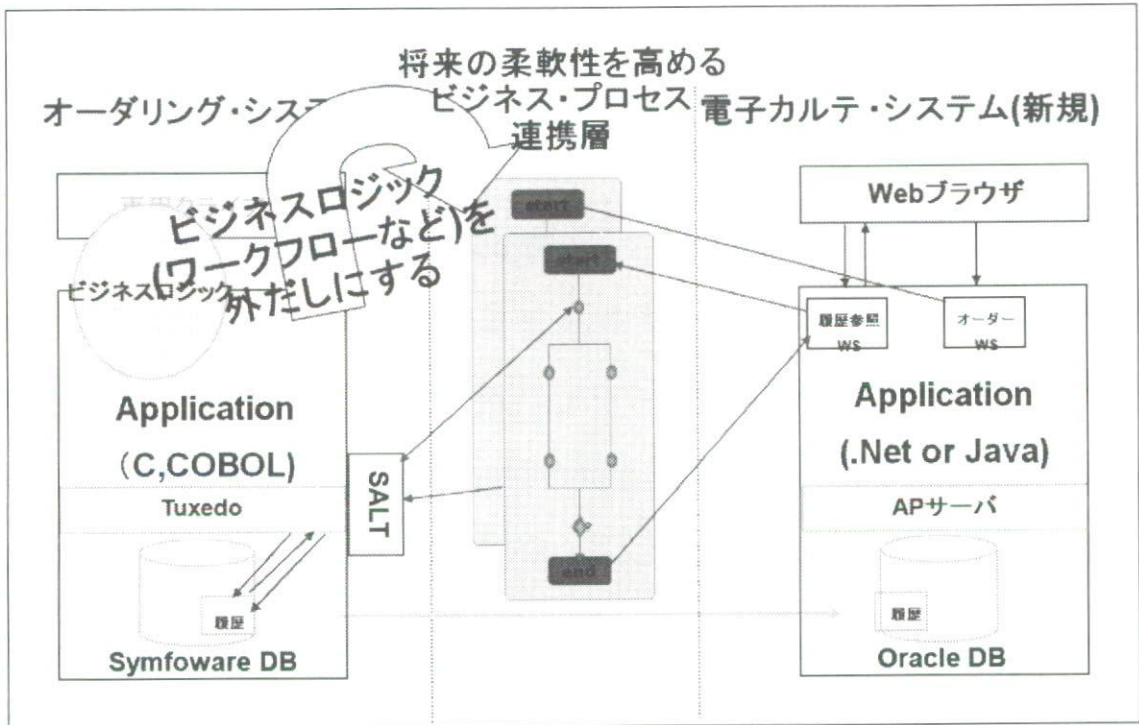 将来の柔軟性を高める
ビジネス・プロセス
連携層
オーダリング・システ
電子カルテ・システム(新規)
ビジネスロジック
(ワークフローなど)を
外だしにする
ビジネスロジック
Application
(C,COBOL)
Tuxedo
履歴
Symfoware DB
SALT
start
start
end
Webブラウザ
履歴参照
WS
オーダー
WS
Application
(.Net or Java)
APサーバ
履歴
Oracle DB